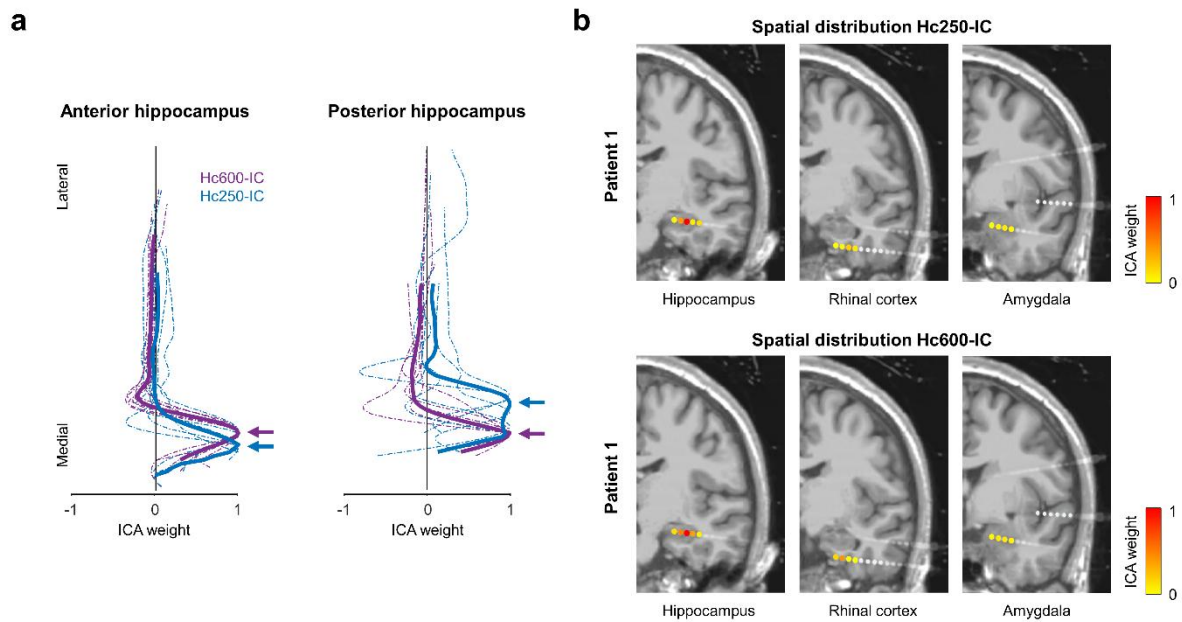 a
Anterior hippocampus
Posterior hippocampus
Lateral
Medial
Hc600-IC
Hc250-IC
-1
0
1
ICA weight
-1
0
1
ICA weight
b
Spatial distribution Hc250-IC
Patient 1
Hippocampus
Rhinal cortex
Amygdala
ICA weight
1
0
Spatial distribution Hc600-IC
Patient 1
Hippocampus
Rhinal cortex
Amygdala
ICA weight
1
0